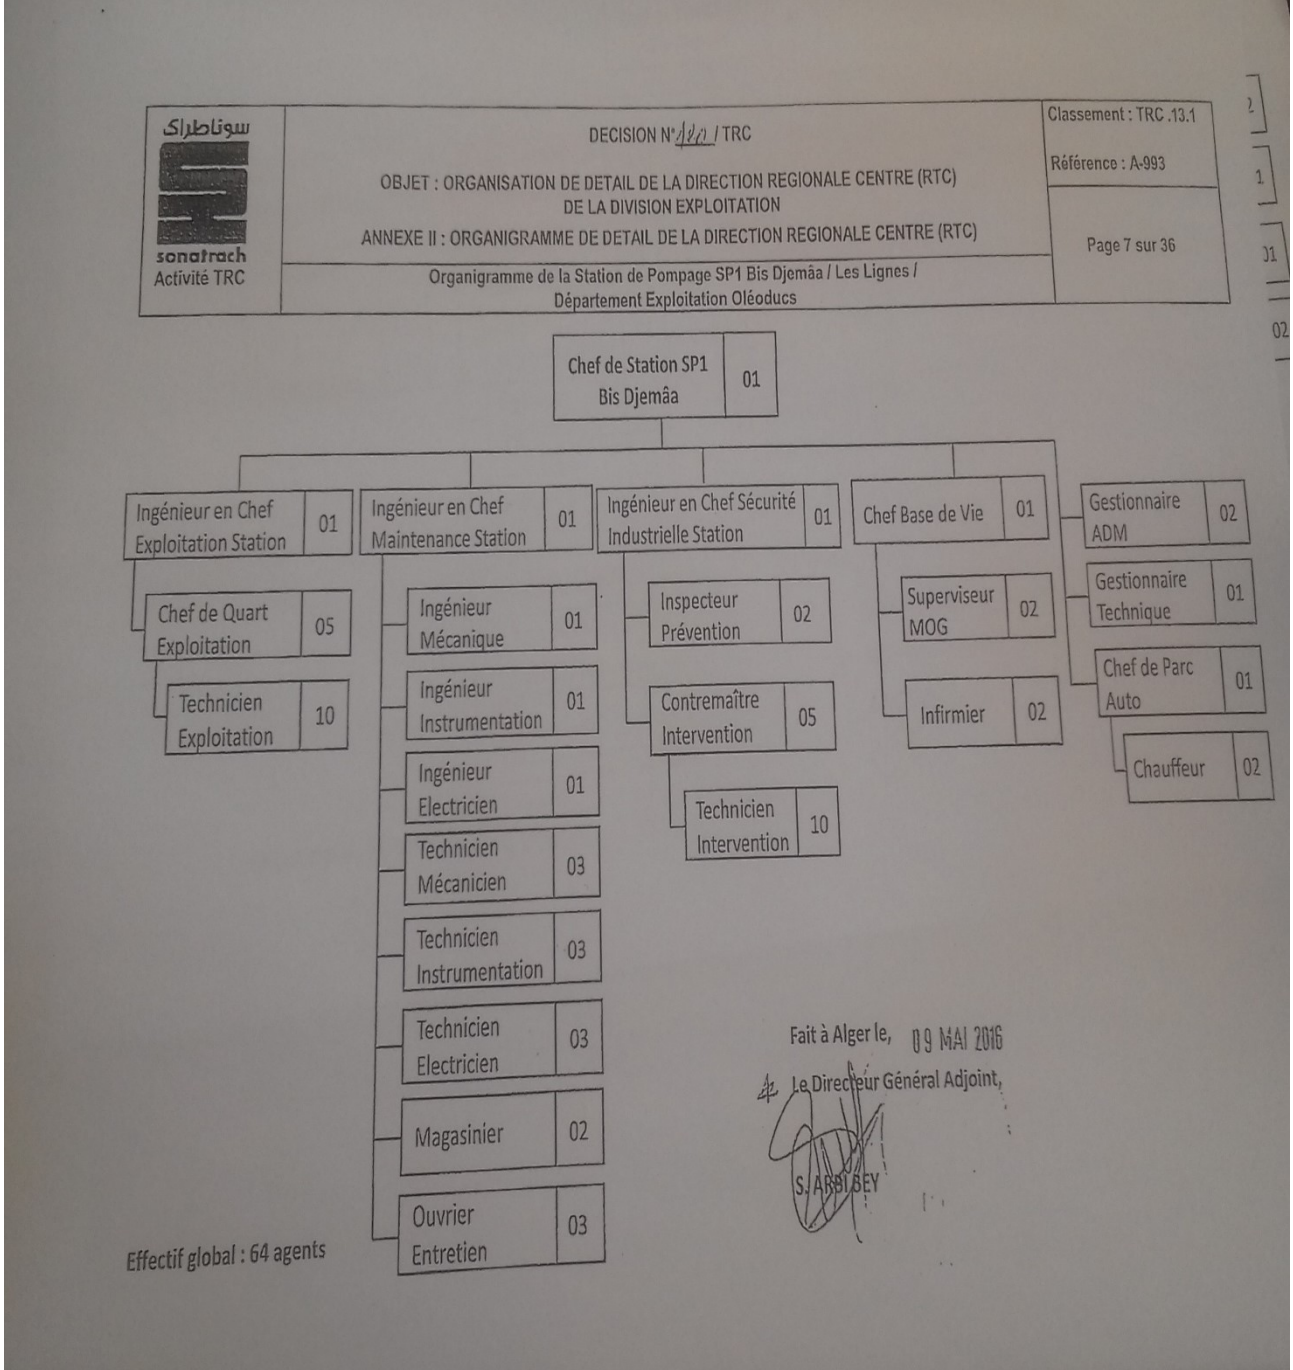 سوناطراك
sonatrach
Activité TRC
DECISION N° / TRC
OBJET : ORGANISATION DE DETAIL DE LA DIRECTION REGIONALE CENTRE (RTC)
DE LA DIVISION EXPLOITATION
ANNEXE II : ORGANIGRAMME DE DETAIL DE LA DIRECTION REGIONALE CENTRE (RTC)
Organigramme de la Station de Pompage SP1 Bis Djemâa / Les Lignes /
Département Exploitation Oléoducs
Classement : TRC .13.1
Référence : A-993
Page 7 sur 36
2
1
01
02
Chef de Station SP1
Bis Djemâa
01
Ingénieur en Chef
Exploitation Station
01
Chef de Quart
Exploitation
05
Technicien
Exploitation
10
Ingénieur en Chef
Maintenance Station
01
Ingénieur
Mécanique
01
Ingénieur
Instrumentation
01
Ingénieur
Electricien
01
Technicien
Mécanicien
03
Technicien
Instrumentation
03
Technicien
Electricien
03
Magasinier
02
Ouvrier
Entretien
03
Ingénieur en Chef Sécurité
Industrielle Station
01
Inspecteur
Prévention
02
Contremaître
Intervention
05
Technicien
Intervention
10
Chef Base de Vie
01
Superviseur
MOG
02
Infirmier
02
Gestionnaire
ADM
02
Gestionnaire
Technique
01
Chef de Parc
Auto
01
Chauffeur
02
Fait à Alger le, 09 MAI 2016
Le Directeur Général Adjoint,
S. ARBI BEY
Effectif global : 64 agents